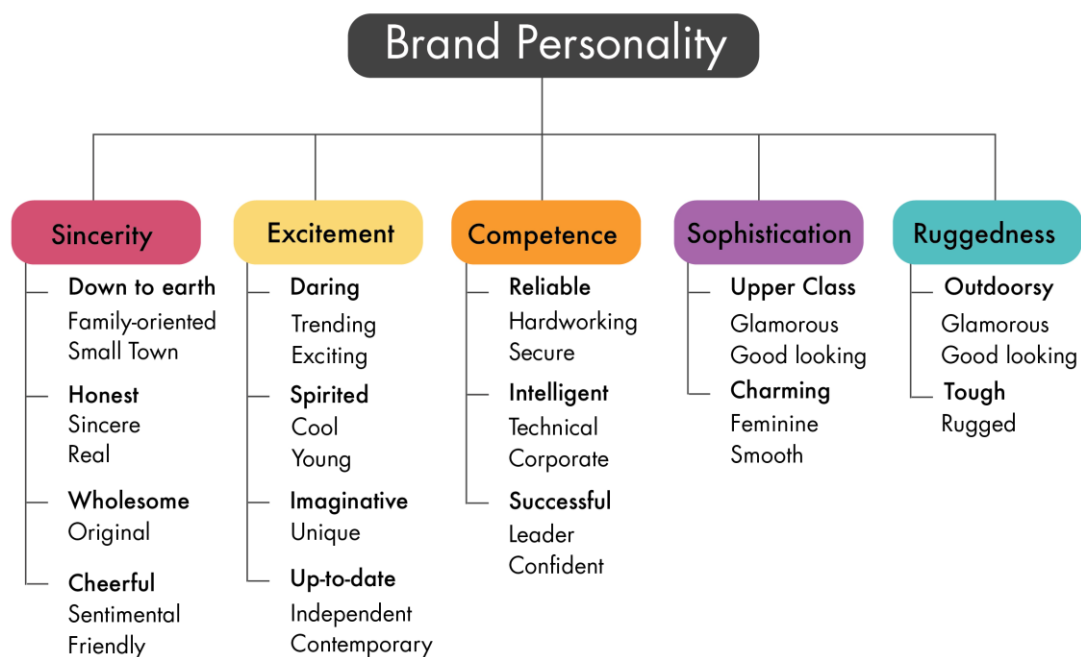 Brand Personality
Sincerity
Down to earth
Family-oriented
Small Town
Honest
Sincere
Real
Wholesome
Original
Cheerful
Sentimental
Friendly
Excitement
Daring
Trending
Exciting
Spirited
Cool
Young
Imaginative
Unique
Up-to-date
Independent
Contemporary
Competence
Reliable
Hardworking
Secure
Intelligent
Technical
Corporate
Successful
Leader
Confident
Sophistication
Upper Class
Glamorous
Good looking
Charming
Feminine
Smooth
Ruggedness
Outdoorsy
Glamorous
Good looking
Tough
Rugged